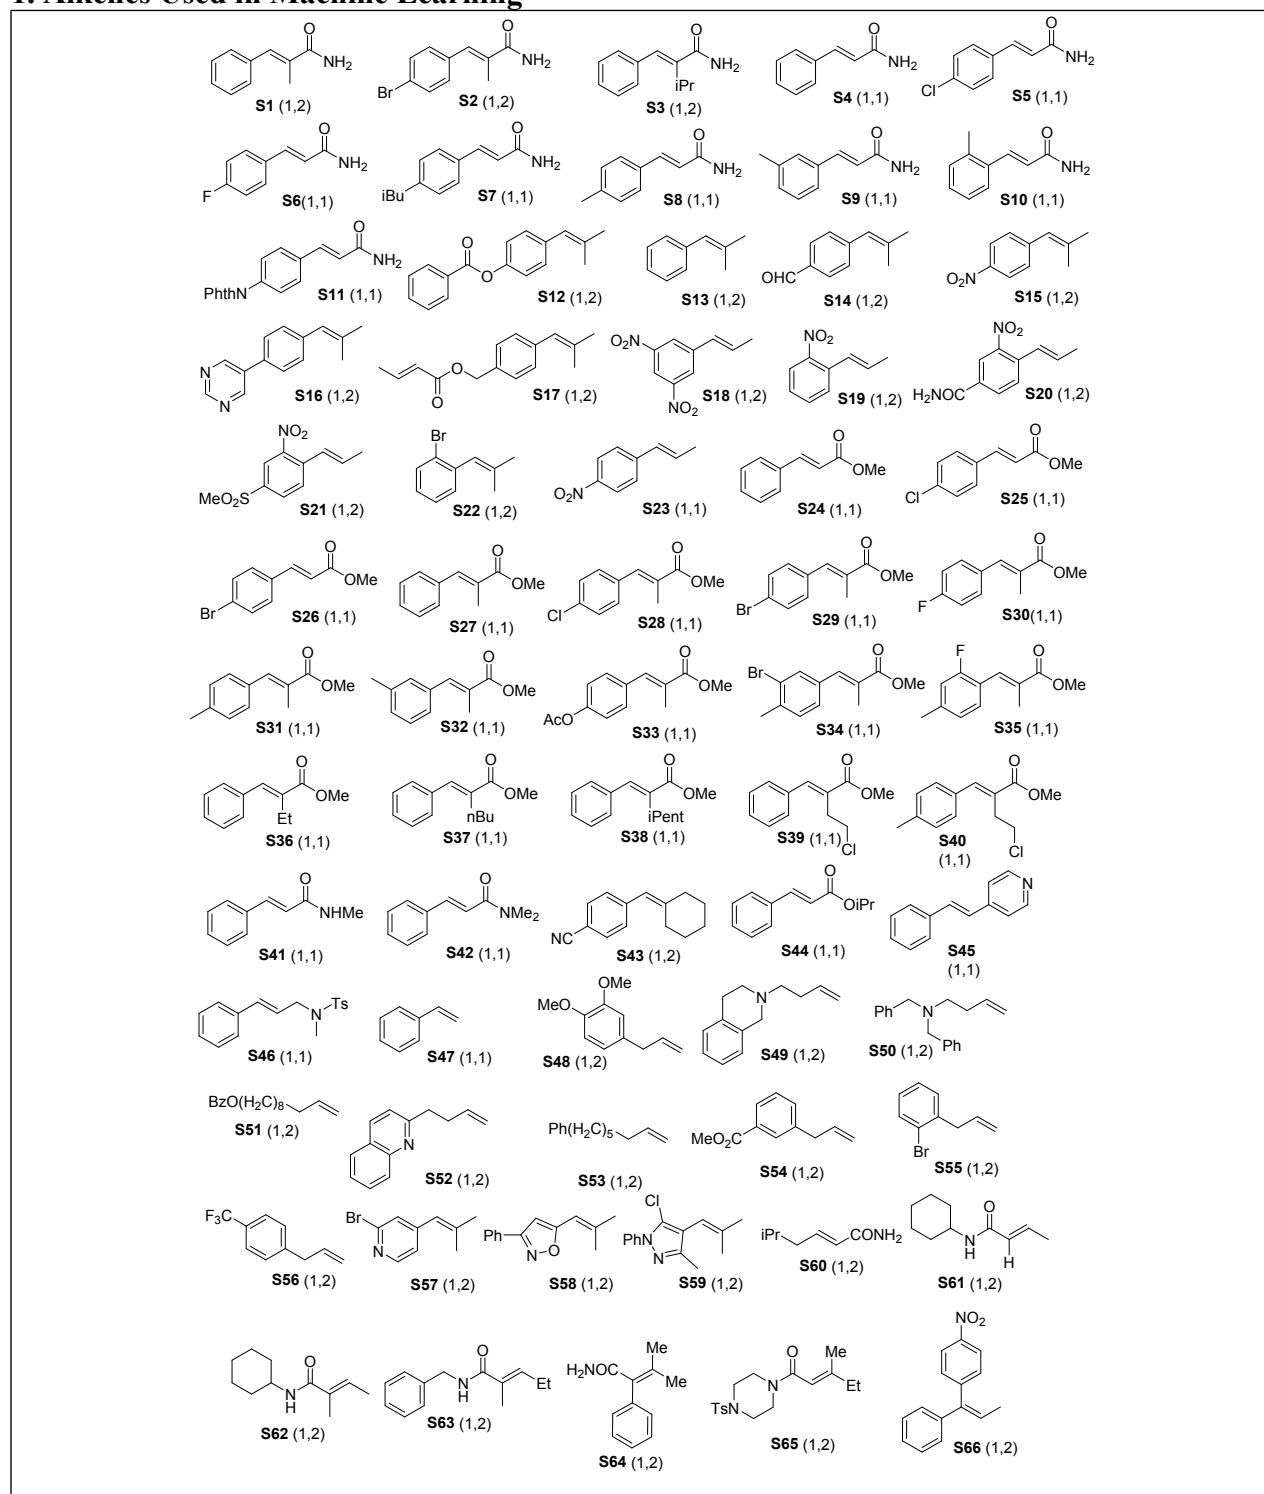 1. Alkenes Used in Machine Learning
O NH2 O NH2 Br O NH2 iPr O NH2 O NH2 Cl
S1 (1,2) S2 (1,2) S3 (1,2) S4 (1,1) S5 (1,1)
O NH2 F O NH2 iBu O NH2 O NH2 O NH2
S6(1,1) S7 (1,1) S8 (1,1) S9 (1,1) S10 (1,1)
O NH2 PhthN O O OHC O2N
S11 (1,1) S12 (1,2) S13 (1,2) S14 (1,2) S15 (1,2)
N N O O O2N NO2 NO2 NO2 H2NOC
S16 (1,2) S17 (1,2) S18 (1,2) S19 (1,2) S20 (1,2)
NO2 MeO2S Br O2N O OMe O OMe Cl
S21 (1,2) S22 (1,2) S23 (1,1) S24 (1,1) S25 (1,1)
O OMe Br O OMe O OMe Cl O OMe Br O OMe F
S26 (1,1) S27 (1,1) S28 (1,1) S29 (1,1) S30(1,1)
O OMe O OMe O OMe AcO Br O OMe F O OMe
S31 (1,1) S32 (1,1) S33 (1,1) S34 (1,1) S35 (1,1)
O OMe Et O OMe nBu O OMe iPent O OMe Cl O OMe Cl
S36 (1,1) S37 (1,1) S38 (1,1) S39 (1,1) S40
(1,1)
O NHMe O NMe2 NC O OiPr N
S41 (1,1) S42 (1,1) S43 (1,2) S44 (1,1) S45
(1,1)
N Ts OMe MeO N Ph N Ph
S46 (1,1) S47 (1,1) S48 (1,2) S49 (1,2) S50 (1,2)
BzO(H2C)8 N Ph(H2C)5 MeO2C Br
S51 (1,2) S52 (1,2) S53 (1,2) S54 (1,2) S55 (1,2)
F3C Br N Ph N O Cl PhN N CH3 iPr CONH2 O N H H
S56 (1,2) S57 (1,2) S58 (1,2) S59 (1,2) S60 (1,2) S61 (1,2)
O N H O N H Et H2NOC Me Me O Me N Et TsN NO2
S62 (1,2) S63 (1,2) S64 (1,2) S65 (1,2) S66 (1,2)